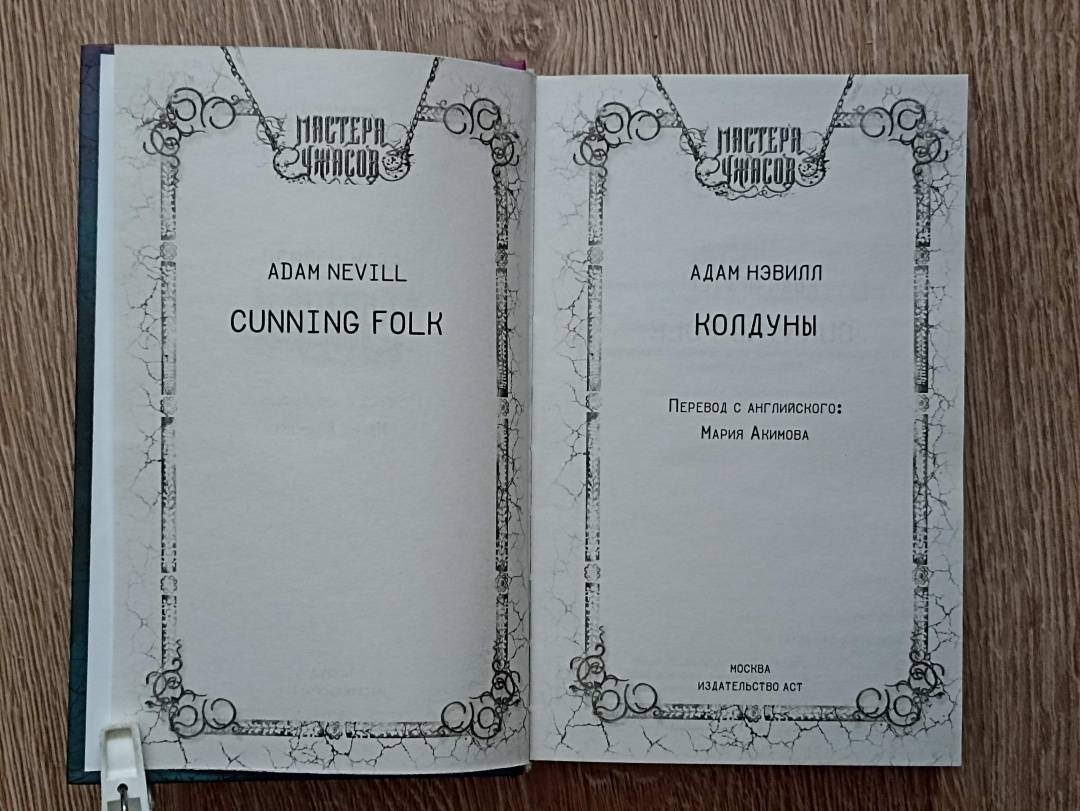 МАСТЕРА
УЖАСОВ
ADAM NEVILL
CUNNING FOLK
МАСТЕРА
УЖАСОВ
АДАМ НЭВИЛЛ
КОЛДУНЫ
Перевод с английского:
Мария Акимова
МОСКВА
ИЗДАТЕЛЬСТВО АСТ